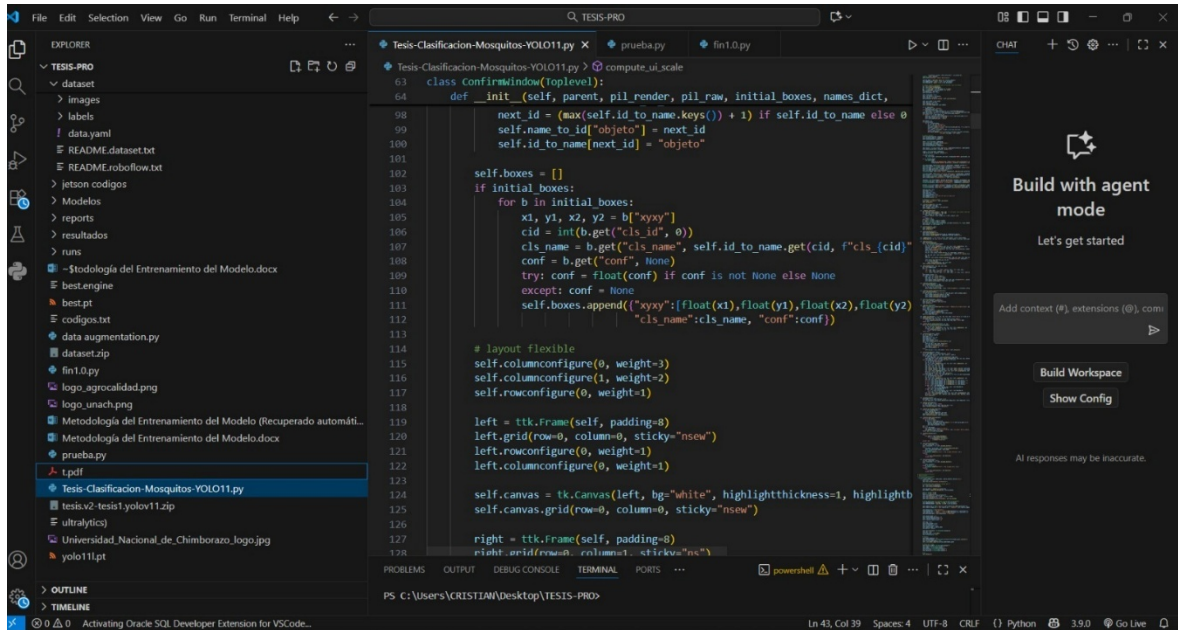 File Edit Selection View Go Run Terminal Help
TESIS-PRO
EXPLORER
TESIS-PRO
dataset
images
labels
! data.yaml
README.dataset.txt
README.roboflow.txt
jetson codigos
Modelos
reports
resultados
runs
~$todología del Entrenamiento del Modelo.docx
best.engine
best.pt
codigos.txt
data augmentation.py
dataset.zip
fin1.0.py
logo_agrocalidad.png
logo_unach.png
Metodología del Entrenamiento del Modelo (Recuperado automáti...
Metodología del Entrenamiento del Modelo.docx
prueba.py
t.pdf
Tesis-Clasificacion-Mosquitos-YOLO11.py
tesis.v2-tesis1.yolov11.zip
ultralytics)
Universidad_Nacional_de_Chimborazo_logo.jpg
yolo11l.pt
OUTLINE
TIMELINE
Tesis-Clasificacion-Mosquitos-YOLO11.py prueba.py fin1.0.py
Tesis-Clasificacion-Mosquitos-YOLO11.py > compute_ui_scale
63 class ConfirmWindow(Toplevel):
64 def __init__(self, parent, pil_render, pil_raw, initial_boxes, names_dict,
98 next_id = (max(self.id_to_name.keys()) + 1) if self.id_to_name else 0
99 self.name_to_id["objeto"] = next_id
100 self.id_to_name[next_id] = "objeto"
101
102 self.boxes = []
103 if initial_boxes:
104 for b in initial_boxes:
105 x1, y1, x2, y2 = b["xyxy"]
106 cid = int(b.get("cls_id", 0))
107 cls_name = b.get("cls_name", self.id_to_name.get(cid, f"cls_{cid}"
108 conf = b.get("conf", None)
109 try: conf = float(conf) if conf is not None else None
110 except: conf = None
111 self.boxes.append({"xyxy":[float(x1),float(y1),float(x2),float(y2)
112 "cls_name":cls_name, "conf":conf})
113
114 # layout flexible
115 self.columnconfigure(0, weight=3)
116 self.columnconfigure(1, weight=2)
117 self.rowconfigure(0, weight=1)
118
119 left = ttk.Frame(self, padding=8)
120 left.grid(row=0, column=0, sticky="nsew")
121 left.rowconfigure(0, weight=1)
122 left.columnconfigure(0, weight=1)
123
124 self.canvas = tk.Canvas(left, bg="white", highlightthickness=1, highlightb
125 self.canvas.grid(row=0, column=0, sticky="nsew")
126
127 right = ttk.Frame(self, padding=8)
128 right.grid(row=0, column=1, sticky="ns")
PROBLEMS OUTPUT DEBUG CONSOLE TERMINAL PORTS ... powershell
PS C:\Users\CRISTIAN\Desktop\TESIS-PRO>
CHAT
Build with agent
mode
Let's get started
Add context (#), extensions (@), com
Build Workspace
Show Config
AI responses may be inaccurate.
0 0 Activating Oracle SQL Developer Extension for VSCode... Ln 43, Col 39 Spaces: 4 UTF-8 CRLF {} Python 3.9.0 Go Live